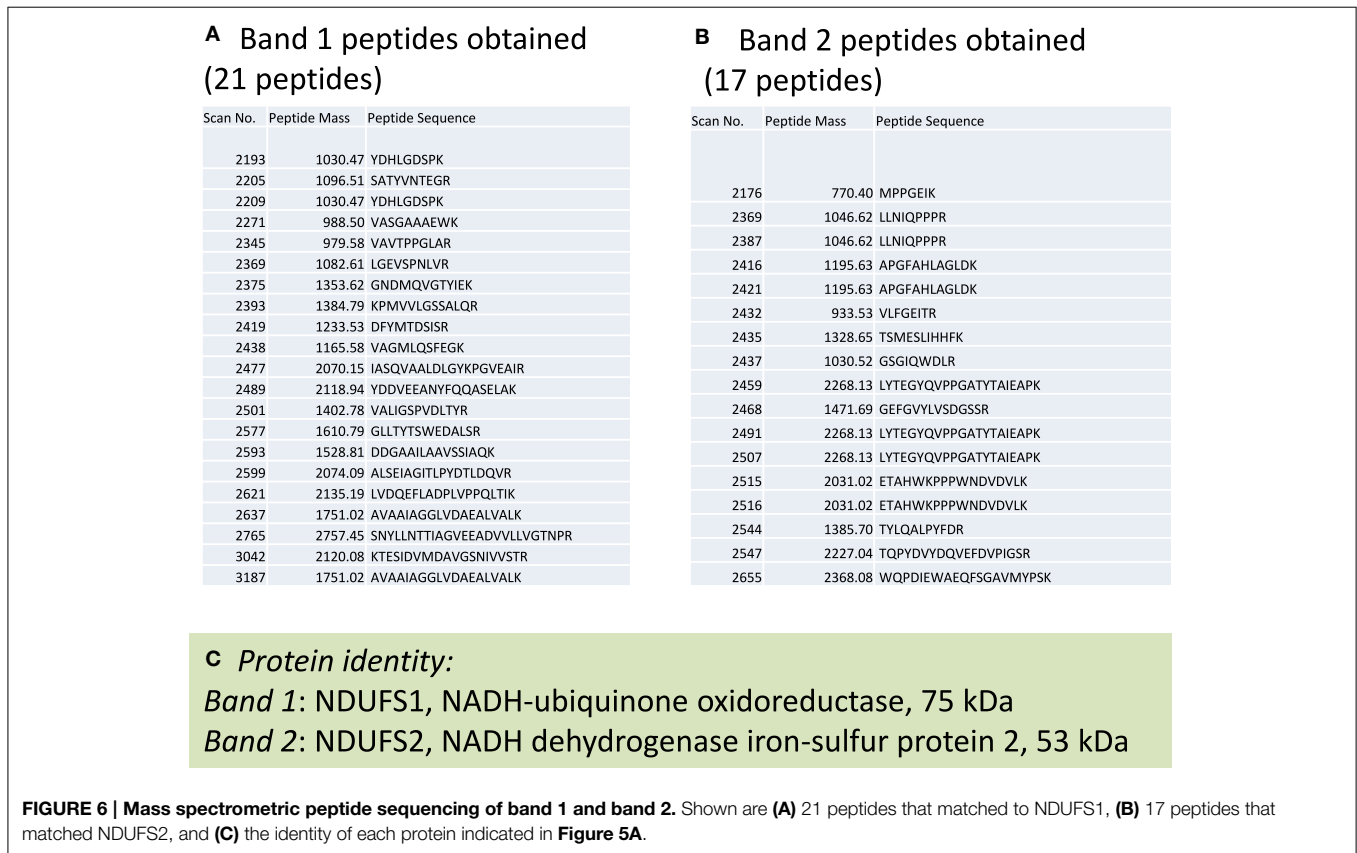 A Band 1 peptides obtained
(21 peptides)
Scan No. Peptide Mass Peptide Sequence
2193 1030.47 YDHLGDSPK
2205 1096.51 SATYVNTEGR
2209 1030.47 YDHLGDSPK
2271 988.50 VASGAAAEWK
2345 979.58 VAVTPPGLAR
2369 1082.61 LGEVSPNLVR
2375 1353.62 GNDMQVGTYIEK
2393 1384.79 KPMVVLGSSALQR
2419 1233.53 DFYMTDSISR
2438 1165.58 VAGMLQSFEGK
2477 2070.15 IASQVAALDLGYKPGVEAIR
2489 2118.94 YDDVEEANYFQQASELAK
2501 1402.78 VALIGSPVDLTYR
2577 1610.79 GLLTYTSWEDALSR
2593 1528.81 DDGAAILAAVSSIAQK
2599 2074.09 ALSEIAGITLPYDTLDQVR
2621 2135.19 LVDQEFLADPLVPPQLTIK
2637 1751.02 AVAAIAGGLVDAEALVALK
2765 2757.45 SNYLLNTTIAGVEEADVVLLVGTNPR
3042 2120.08 KTESIDVMDAVGSNIVVSTR
3187 1751.02 AVAAIAGGLVDAEALVALK
B Band 2 peptides obtained
(17 peptides)
Scan No. Peptide Mass Peptide Sequence
2176 770.40 MPPGEIK
2369 1046.62 LLNIQPPPR
2387 1046.62 LLNIQPPPR
2416 1195.63 APGFAHLAGLDK
2421 1195.63 APGFAHLAGLDK
2432 933.53 VLFGEITR
2435 1328.65 TSMESLIHHFK
2437 1030.52 GSGIQWDLR
2459 2268.13 LYTEGYQVPPGATYTAIEAPK
2468 1471.69 GEFGVYLVSDGSSR
2491 2268.13 LYTEGYQVPPGATYTAIEAPK
2507 2268.13 LYTEGYQVPPGATYTAIEAPK
2515 2031.02 ETAHWKPPPWNDVDVLK
2516 2031.02 ETAHWKPPPWNDVDVLK
2544 1385.70 TYLQALPYFDR
2547 2227.04 TQPYDVYDQVEFDVPIGSR
2655 2368.08 WQPDIEWAEQFSGAVMYPSK
C Protein identity:
Band 1: NDUFS1, NADH-ubiquinone oxidoreductase, 75 kDa
Band 2: NDUFS2, NADH dehydrogenase iron-sulfur protein 2, 53 kDa
FIGURE 6 | Mass spectrometric peptide sequencing of band 1 and band 2. Shown are (A) 21 peptides that matched to NDUFS1, (B) 17 peptides that
matched NDUFS2, and (C) the identity of each protein indicated in Figure 5A.